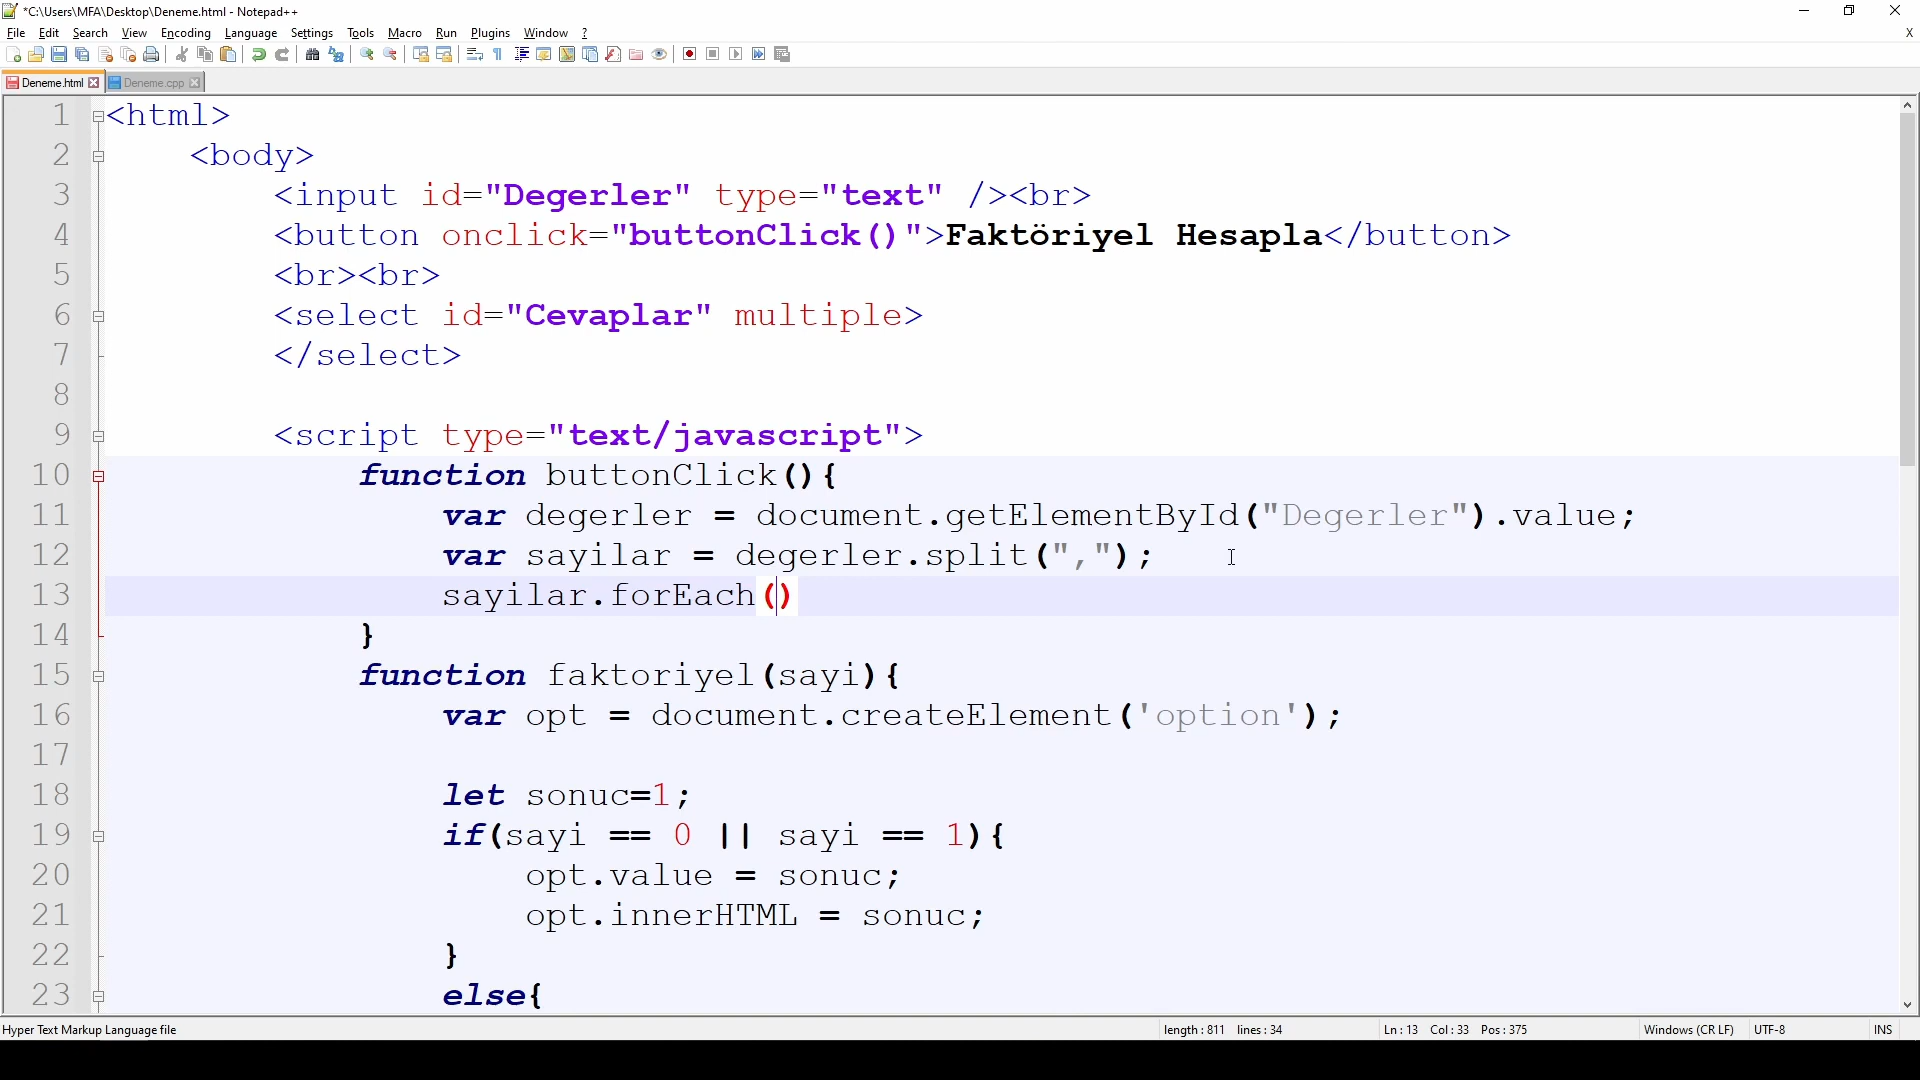 *C:\Users\MFA\Desktop\Deneme.html - Notepad++
File Edit Search View Encoding Language Settings Tools Macro Run Plugins Window ? X
Deneme.html Deneme.cpp
1 <html>
2 <body>
3 <input id="Degerler" type="text" /><br>
4 <button onclick="buttonClick()">Faktöriyel Hesapla</button>
5 <br><br>
6 <select id="Cevaplar" multiple>
7 </select>
8
9 <script type="text/javascript">
10 function buttonClick(){
11 var degerler = document.getElementById("Degerler").value;
12 var sayilar = degerler.split(",");
13 sayilar.forEach()
14 }
15 function faktoriyel(sayi){
16 var opt = document.createElement('option');
17
18 let sonuc=1;
19 if(sayi == 0 || sayi == 1){
20 opt.value = sonuc;
21 opt.innerHTML = sonuc;
22 }
23 else{
Hyper Text Markup Language file length : 811 lines : 34 Ln : 13 Col : 33 Pos : 375 Windows (CR LF) UTF-8 INS